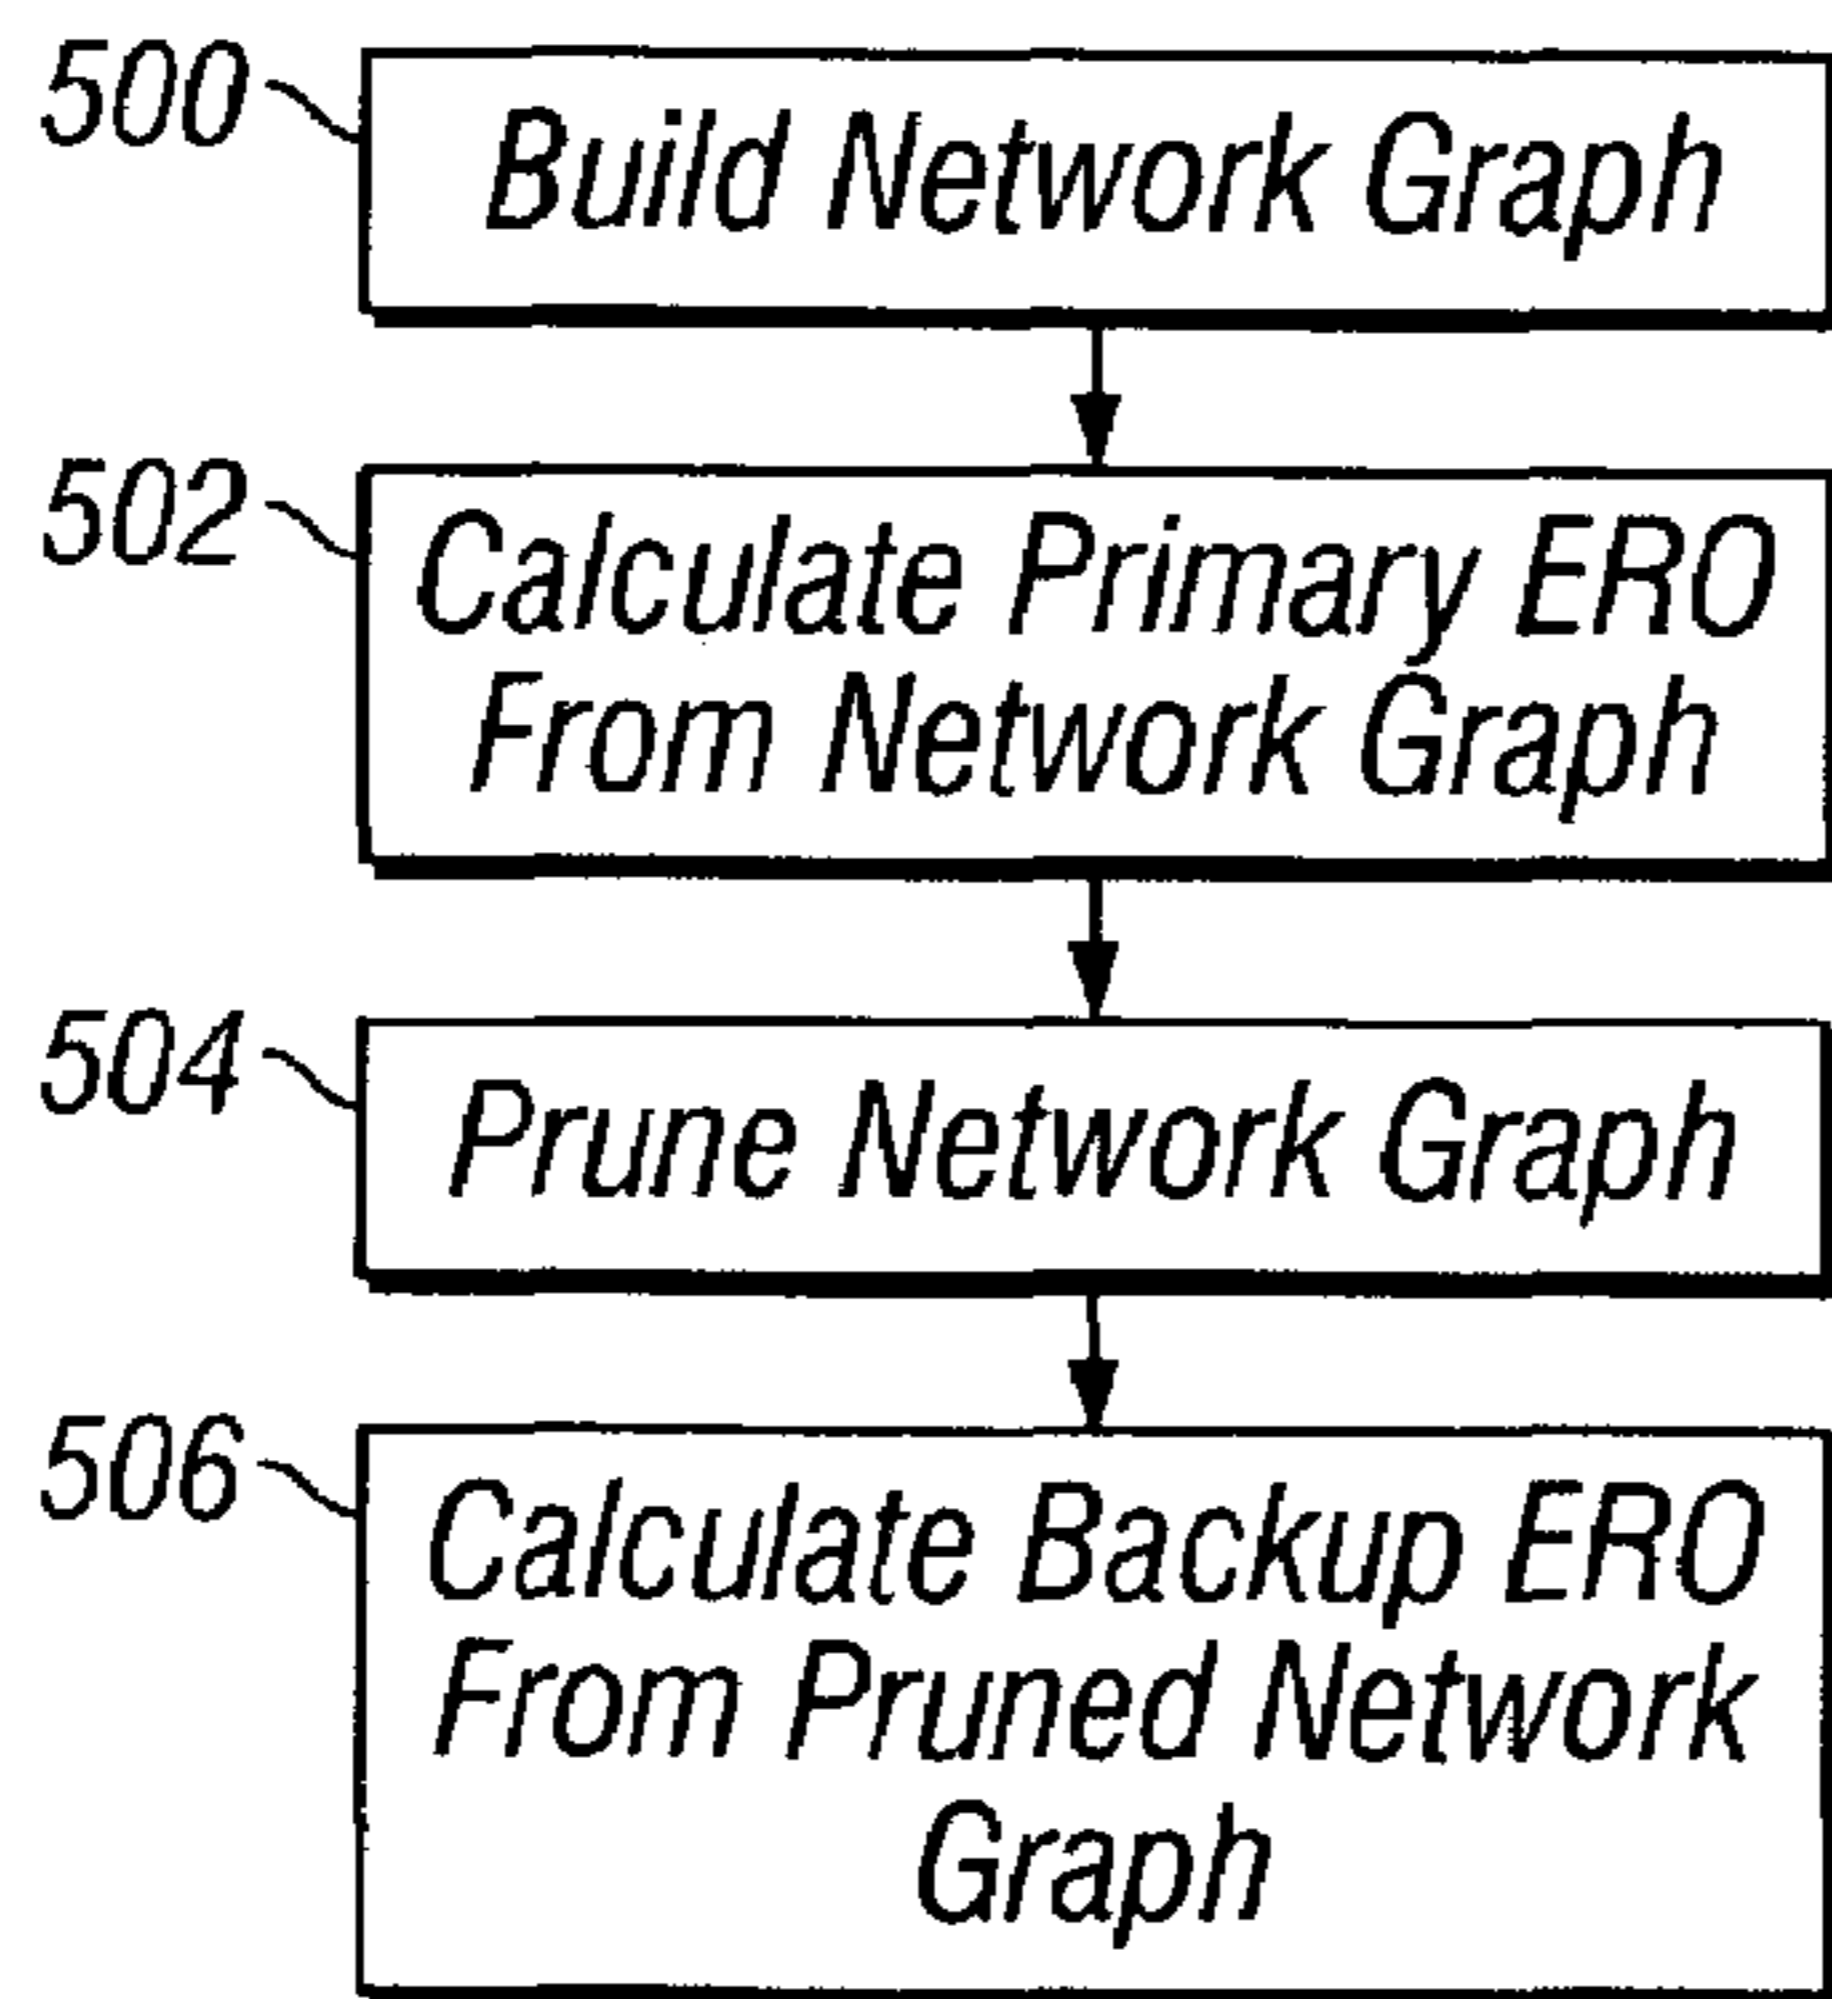 500
Build Network Graph
502
Calculate Primary ERO
From Network Graph
504
Prune Network Graph
506
Calculate Backup ERO
From Pruned Network
Graph